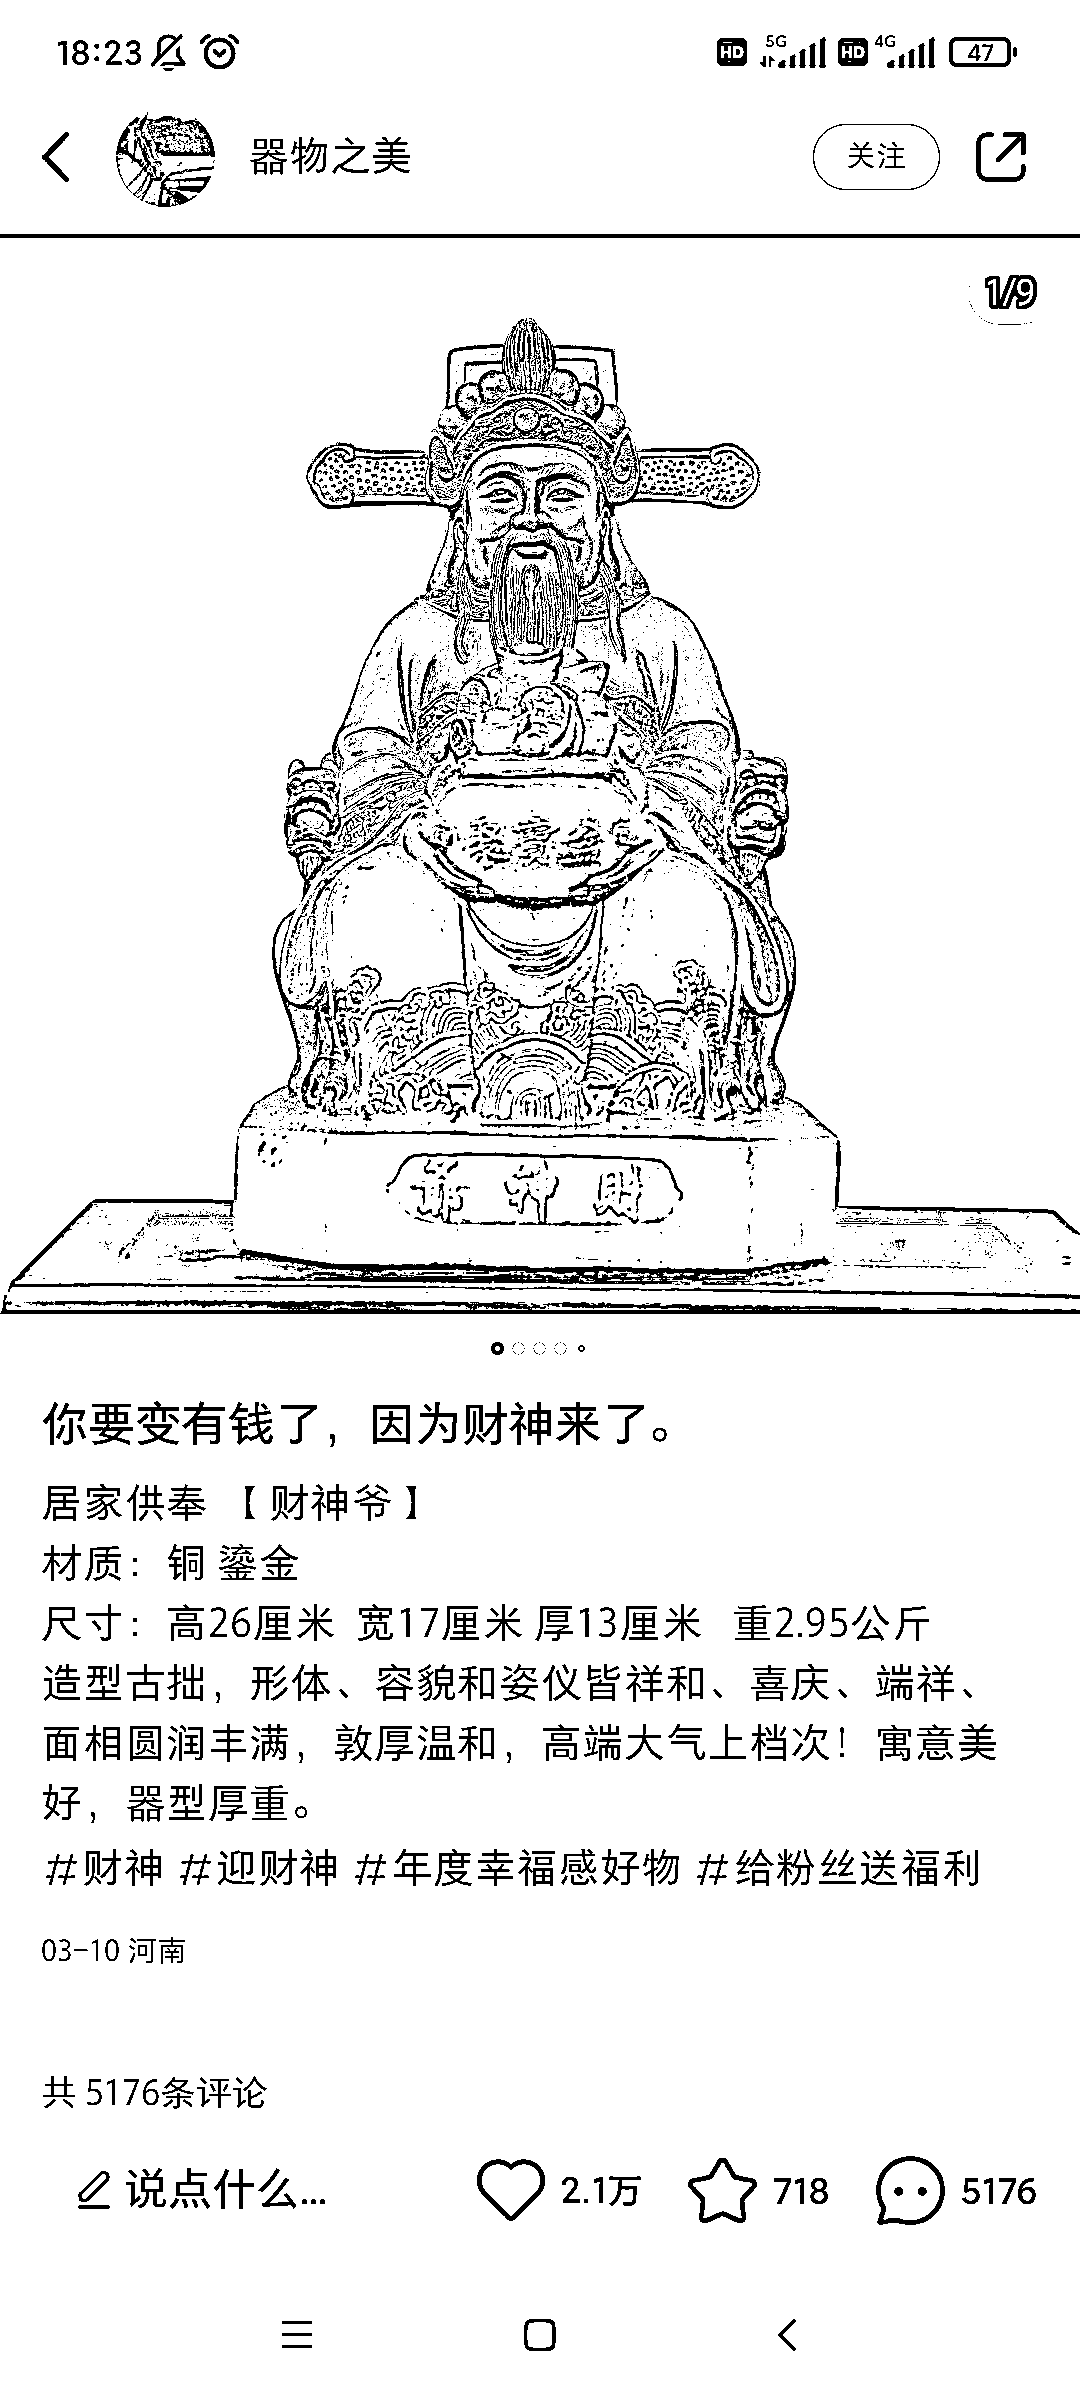 18:23 HD 5G HD 4G 47
器物之美 关注
1/9
爺神財
你要变有钱了，因为财神来了。
居家供奉 【财神爷】
材质：铜 鎏金
尺寸：高26厘米 宽17厘米 厚13厘米 重2.95公斤
造型古拙，形体、容貌和姿仪皆祥和、喜庆、端祥、
面相圆润丰满，敦厚温和，高端大气上档次！寓意美
好，器型厚重。
#财神 #迎财神 #年度幸福感好物 #给粉丝送福利
03-10 河南
共 5176条评论
说点什么... 2.1万 718 5176